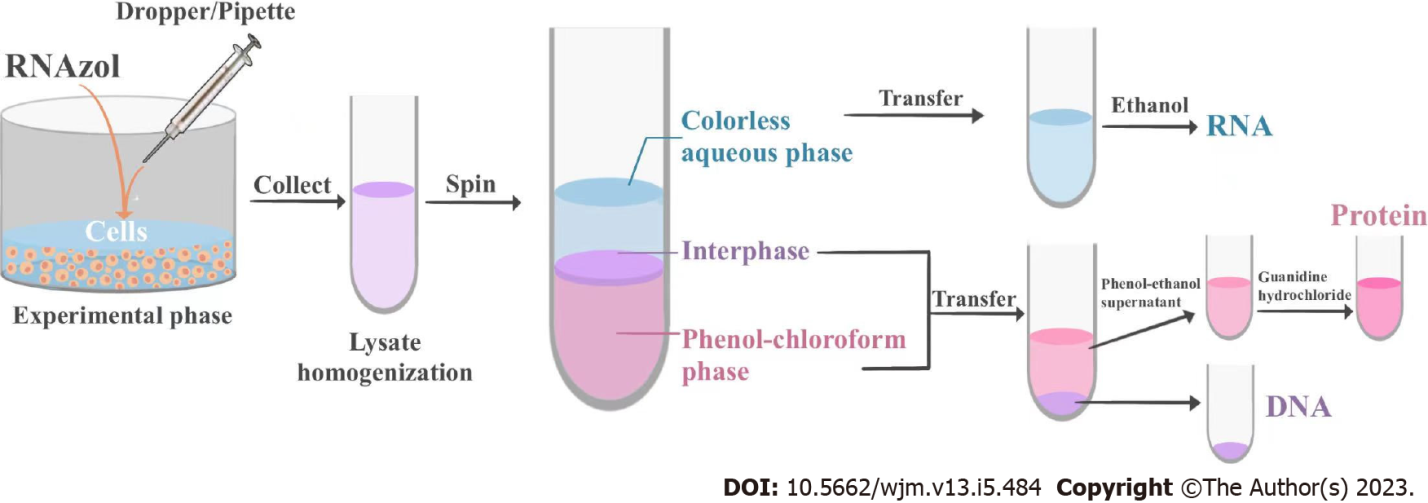 Dropper/Pipette
RNAzol
Cells
Experimental phase
Collect
Lysate
homogenization
Spin
Colorless
aqueous phase
Interphase
Phenol-chloroform
phase
Transfer
Ethanol
RNA
Transfer
Phenol-ethanol
supernatant
Guanidine
hydrochloride
Protein
DNA
DOI: 10.5662/wjm.v13.i5.484 Copyright ©The Author(s) 2023.